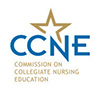 CCNE
COMMISSION ON
COLLEGIATE NURSING
EDUCATION